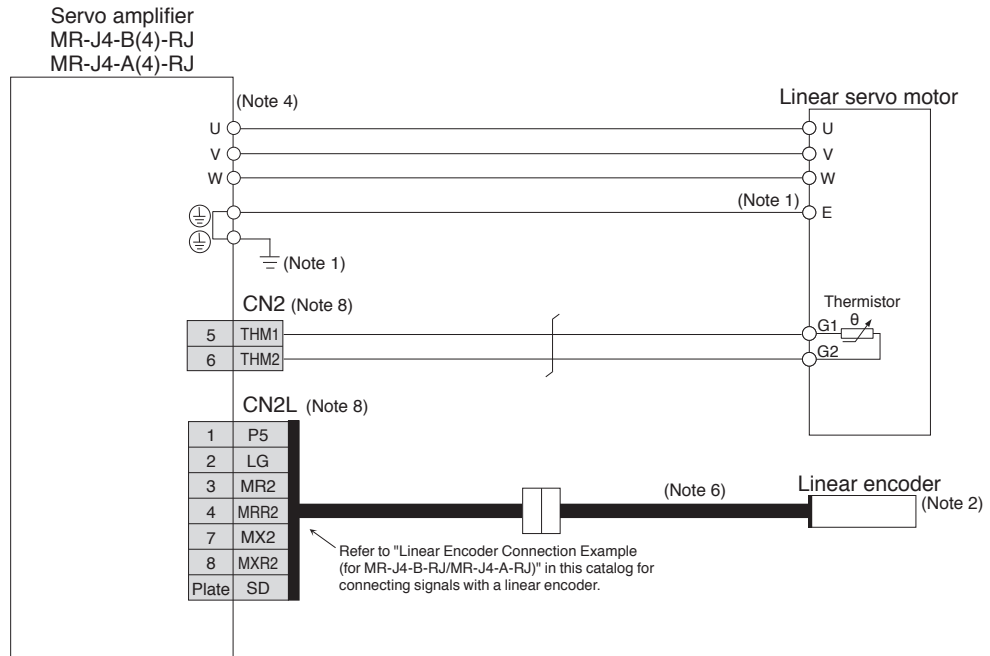 Servo amplifier
MR-J4-B(4)-RJ
MR-J4-A(4)-RJ
(Note 4)
Linear servo motor
U U
V V
W W
(Note 1) E
(Note 1)
CN2 (Note 8)
Thermistor
θ
5 THM1 G1
6 THM2 G2
CN2L (Note 8)
1 P5
2 LG
3 MR2
4 MRR2
7 MX2
8 MXR2
Plate SD
(Note 6)
Linear encoder
(Note 2)
Refer to "Linear Encoder Connection Example
(for MR-J4-B-RJ/MR-J4-A-RJ)" in this catalog for
connecting signals with a linear encoder.